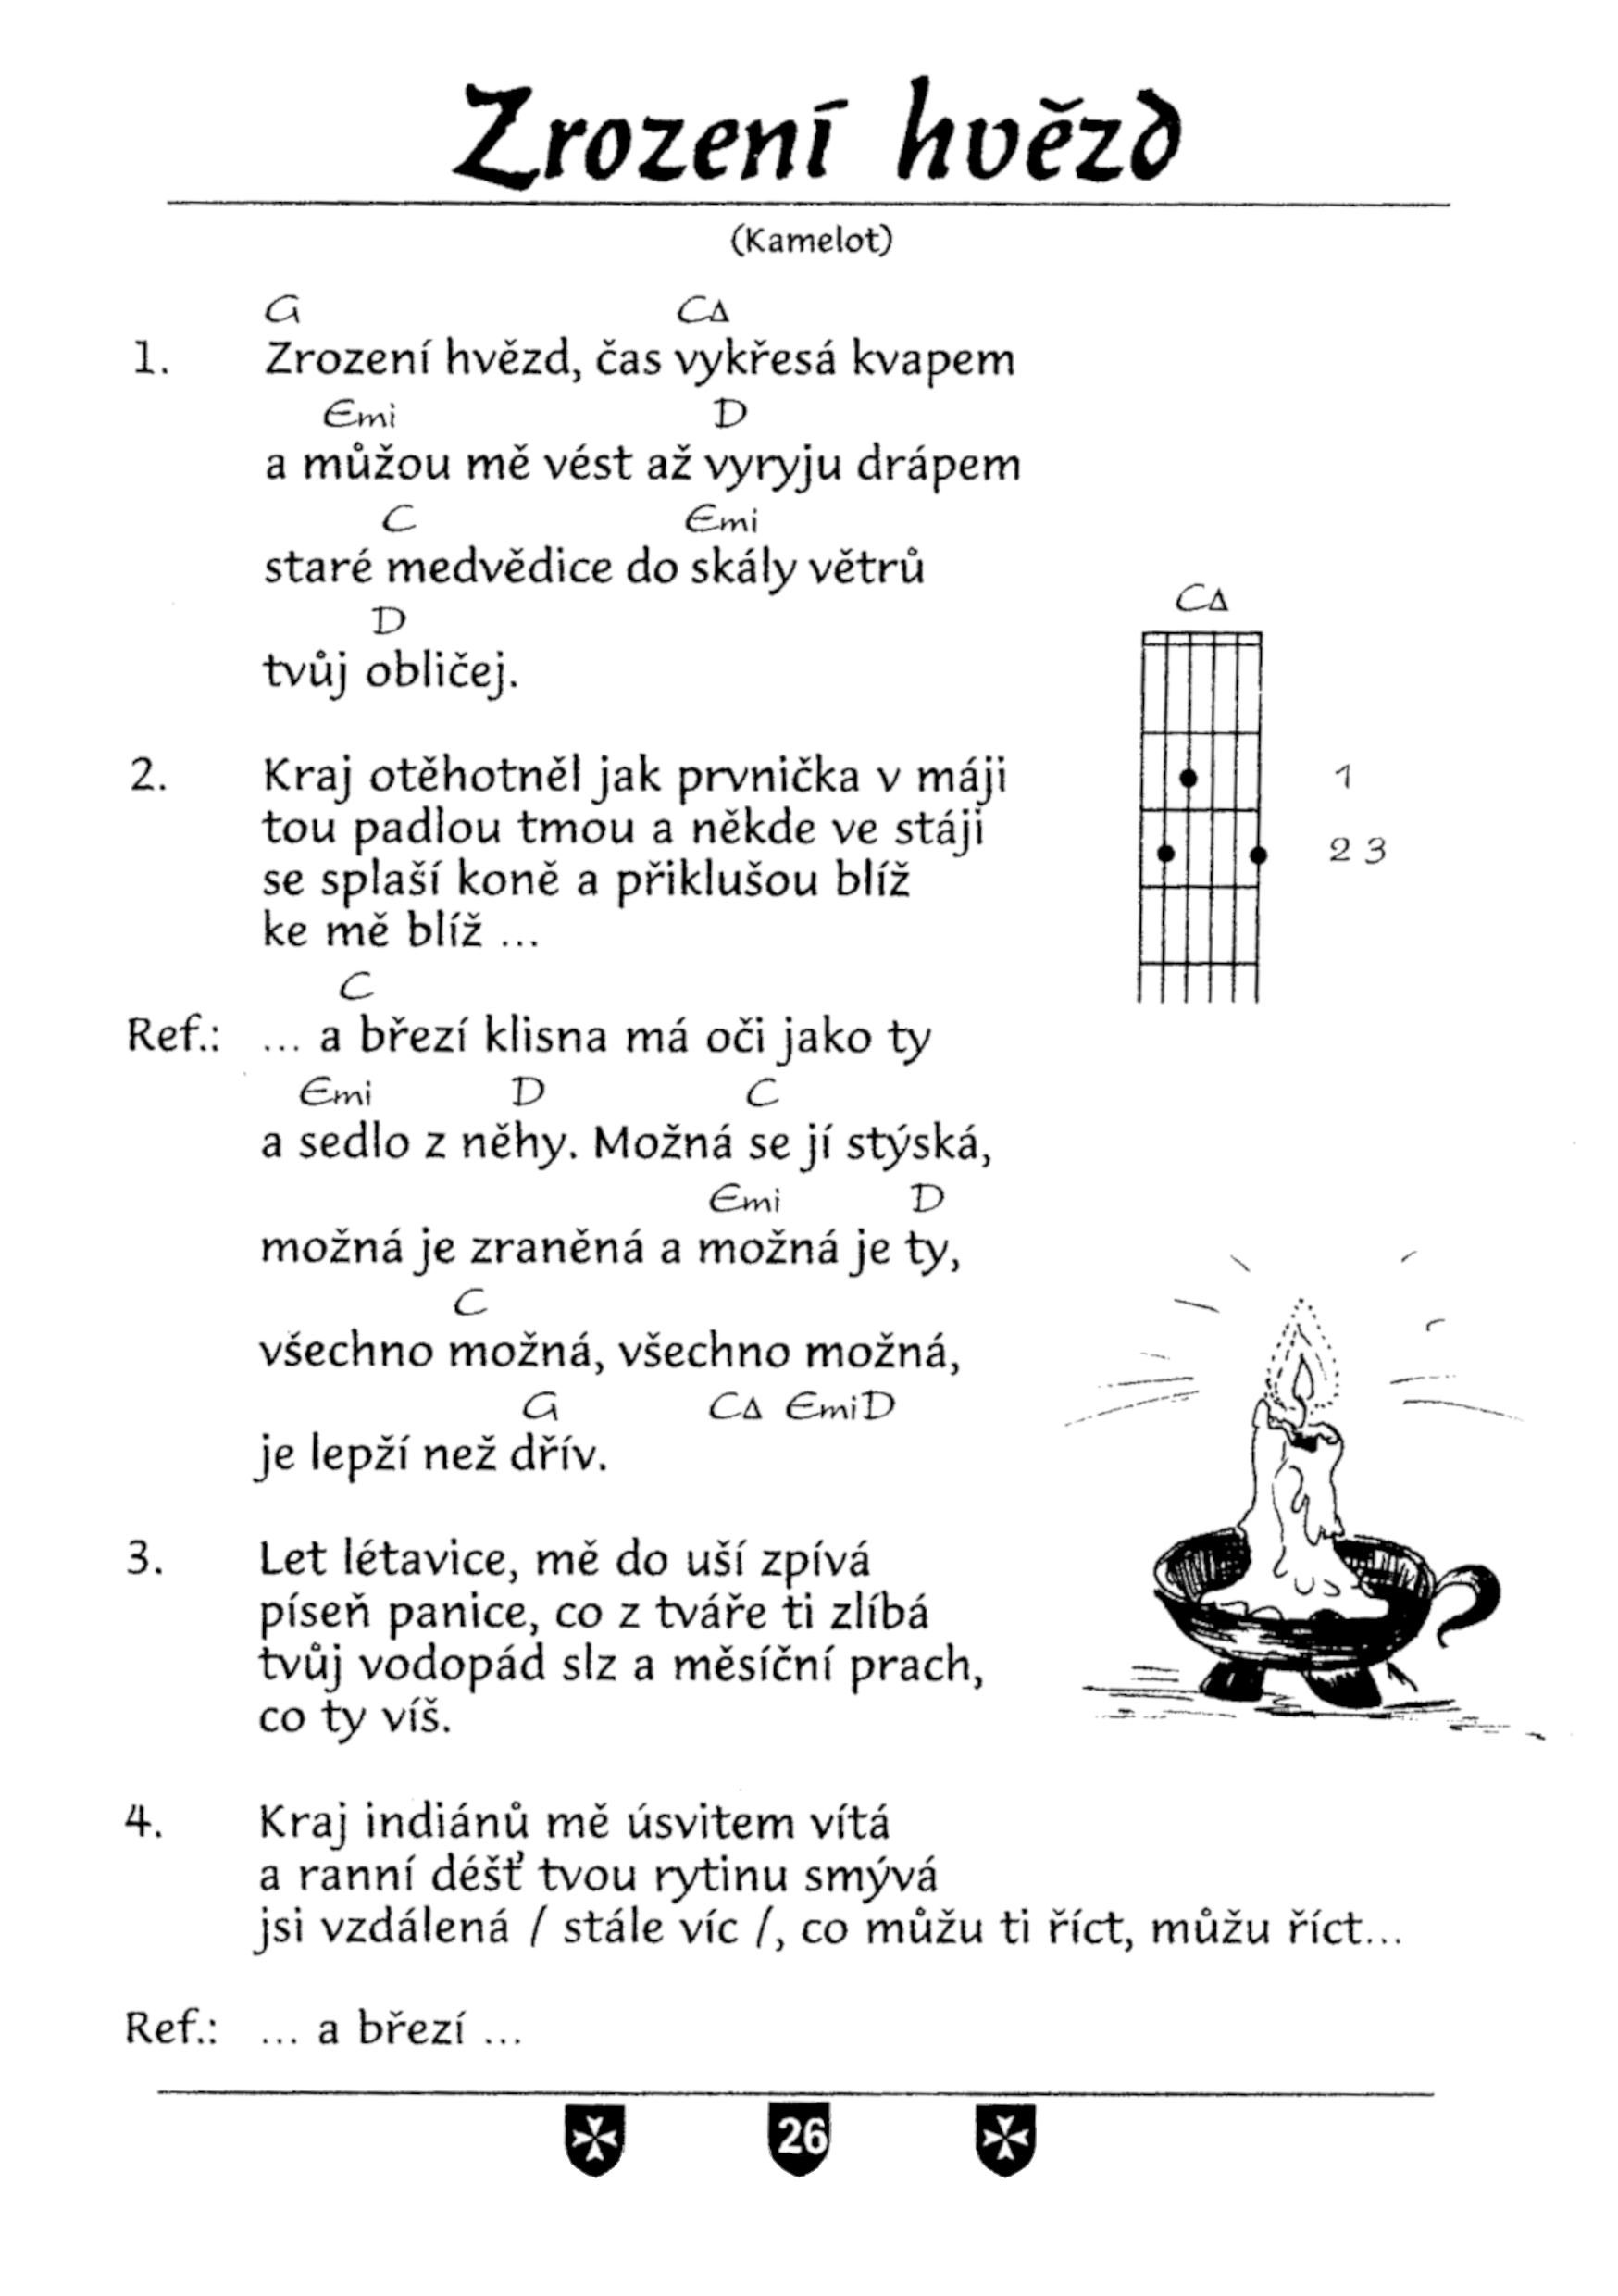 Zrození hvězd
(Kamelot)
G C∆
1. Zrození hvězd, čas vykřesá kvapem
Emi D
a můžou mě vést až vyryju drápem
C Emi
staré medvědice do skály větrů
D
tvůj obličej.
C∆
1
2 3
2. Kraj otěhotněl jak prvnička v máji
tou padlou tmou a někde ve stáji
se splaší koně a přiklušou blíž
ke mě blíž ...
C
Ref.: ... a březí klisna má oči jako ty
Emi D C
a sedlo z něhy. Možná se jí stýská,
Emi D
možná je zraněná a možná je ty,
C
všechno možná, všechno možná,
G C∆ Emi D
je lepží než dřív.
3. Let létavice, mě do uší zpívá
píseň panice, co z tváře ti zlíbá
tvůj vodopád slz a měsíční prach,
co ty víš.
4. Kraj indiánů mě úsvitem vítá
a ranní déšť tvou rytinu smývá
jsi vzdálená / stále víc /, co můžu ti říct, můžu říct...
Ref.: ... a březí ...
26